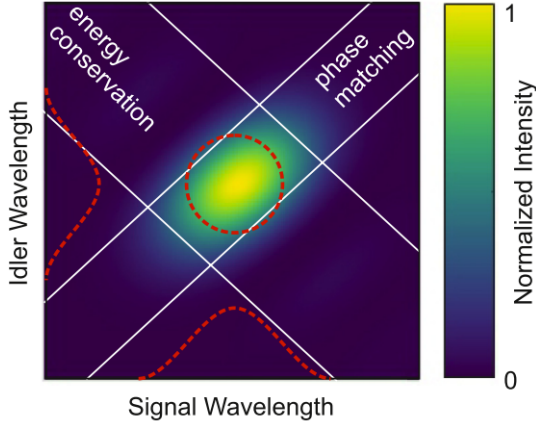 energy
conservation
phase
matching
Idler Wavelength
Signal Wavelength
1
Normalized Intensity
0